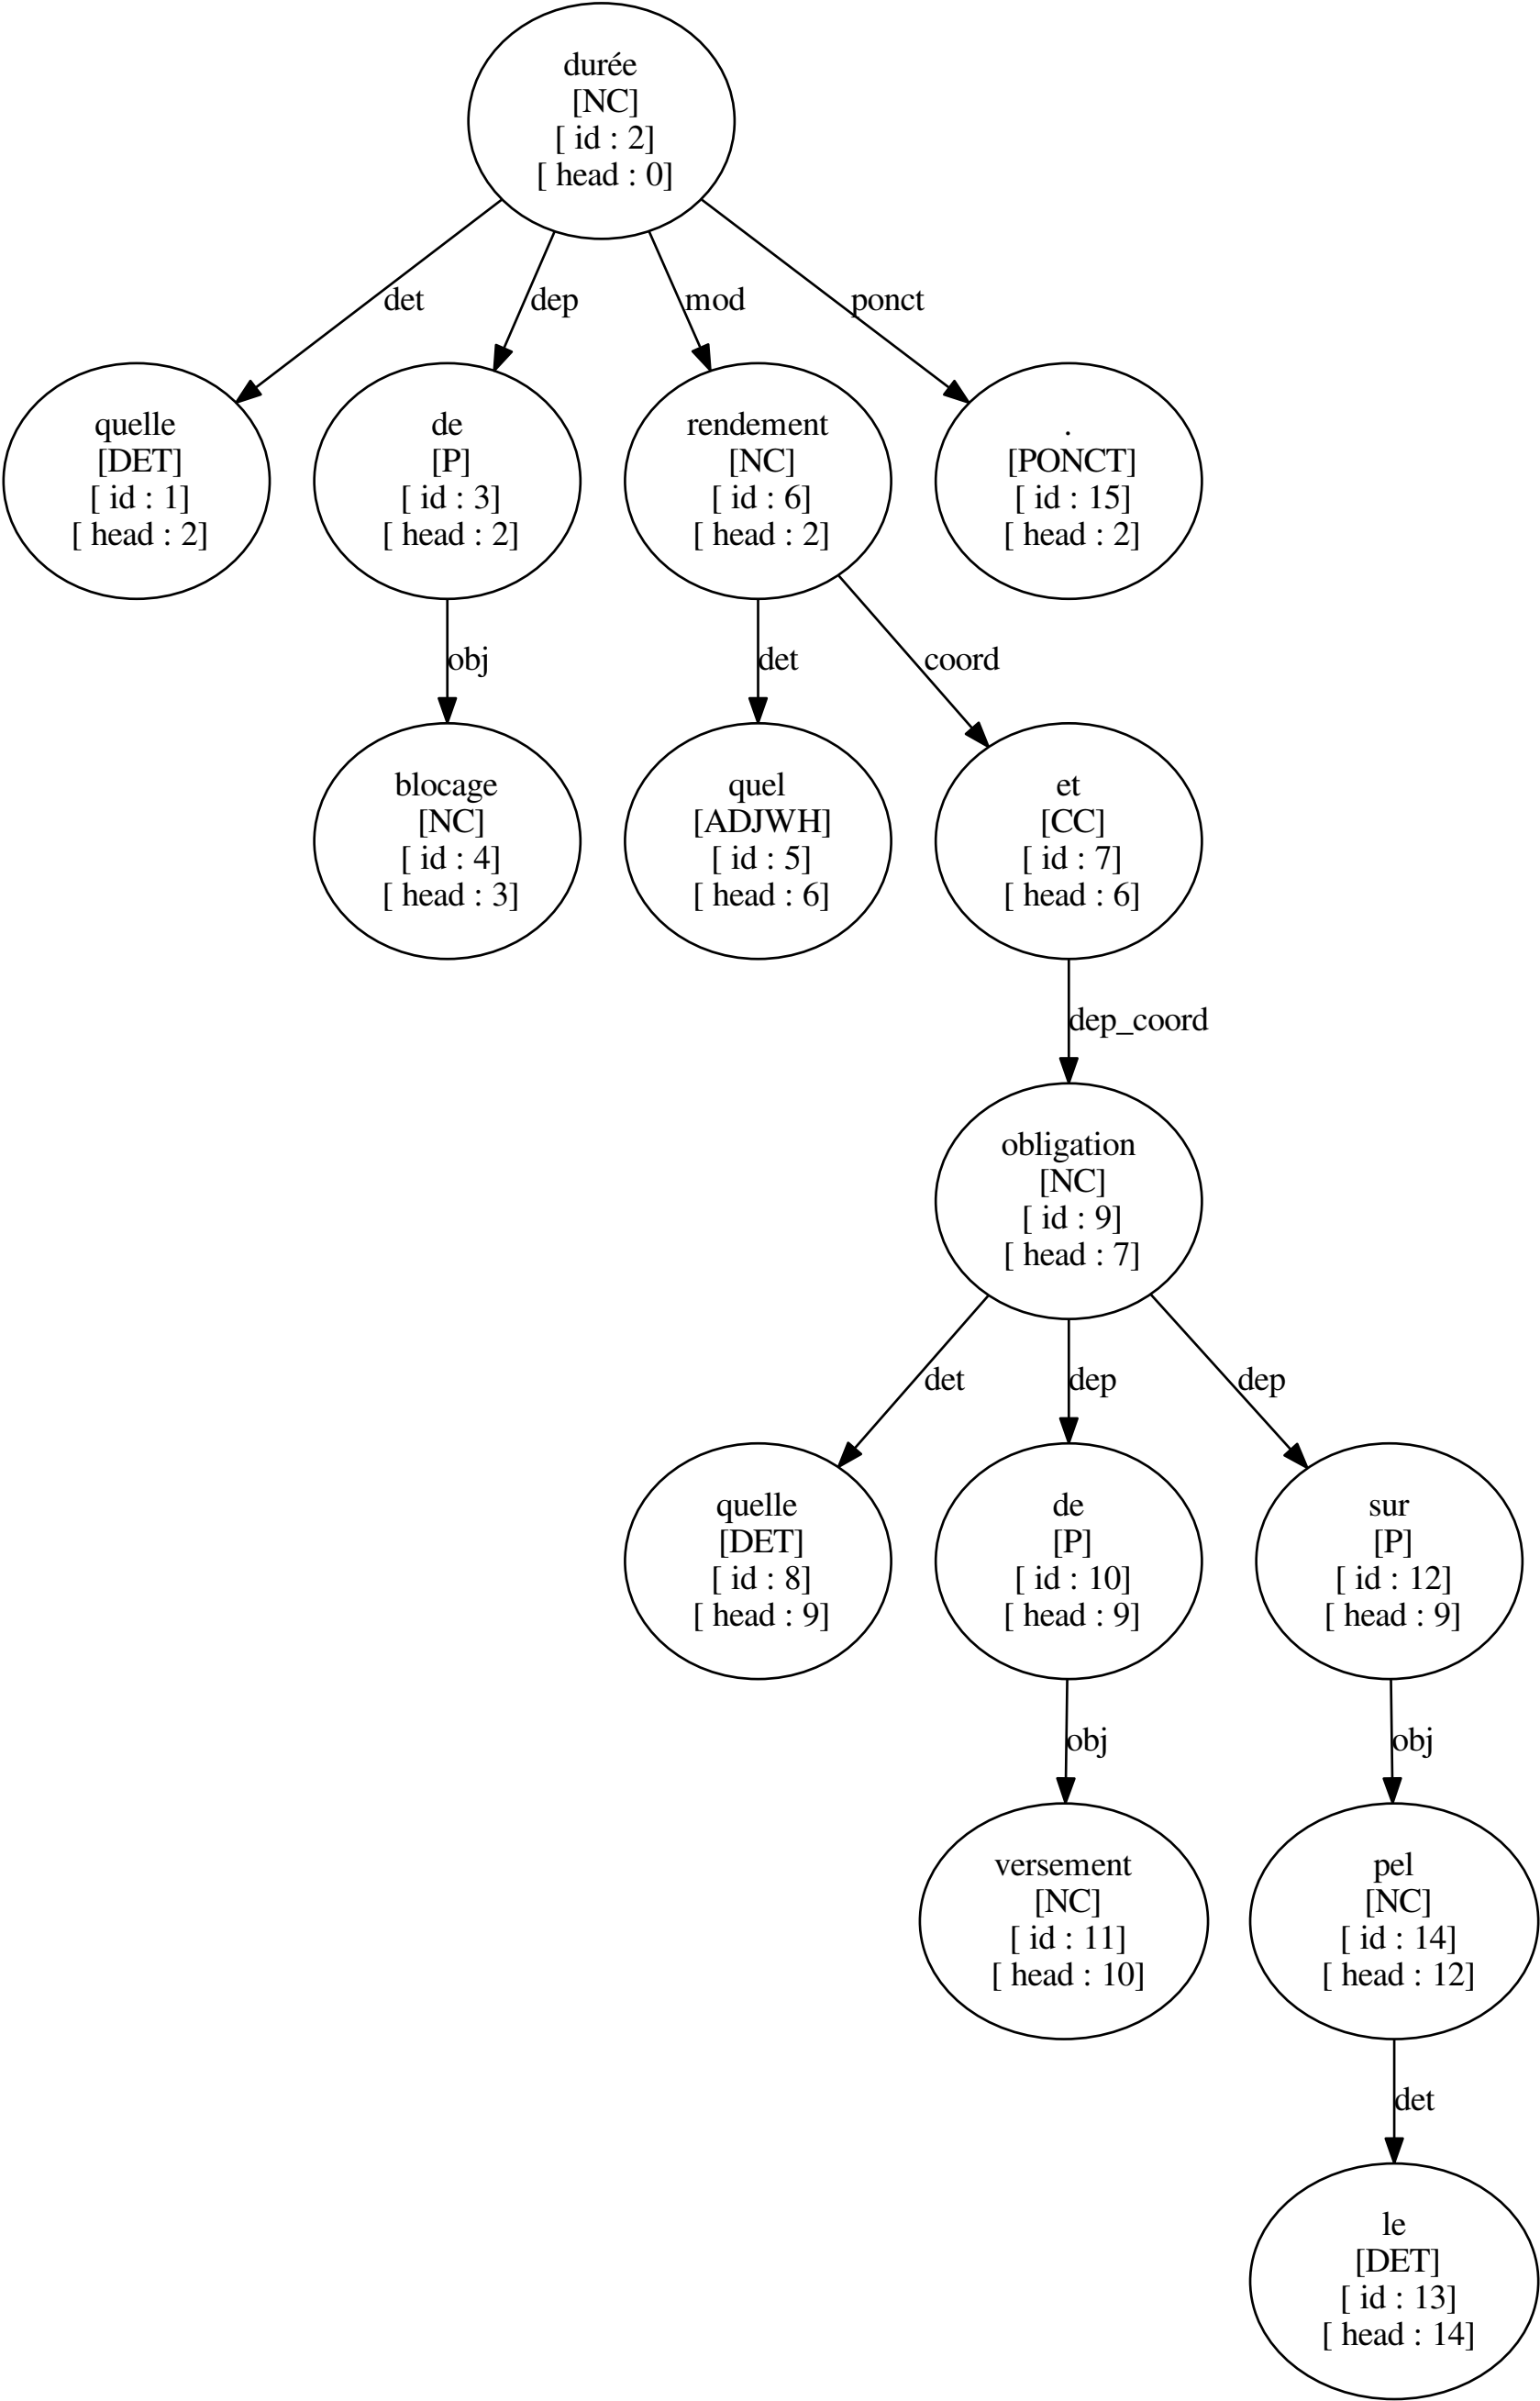 durée
[NC]
[ id : 2]
[ head : 0]
det
dep
mod
ponct
quelle
[DET]
[ id : 1]
[ head : 2]
de
[P]
[ id : 3]
[ head : 2]
rendement
[NC]
[ id : 6]
[ head : 2]
.
[PONCT]
[ id : 15]
[ head : 2]
obj
det
coord
blocage
[NC]
[ id : 4]
[ head : 3]
quel
[ADJWH]
[ id : 5]
[ head : 6]
et
[CC]
[ id : 7]
[ head : 6]
dep_coord
obligation
[NC]
[ id : 9]
[ head : 7]
det
dep
dep
quelle
[DET]
[ id : 8]
[ head : 9]
de
[P]
[ id : 10]
[ head : 9]
sur
[P]
[ id : 12]
[ head : 9]
obj
obj
versement
[NC]
[ id : 11]
[ head : 10]
pel
[NC]
[ id : 14]
[ head : 12]
det
le
[DET]
[ id : 13]
[ head : 14]